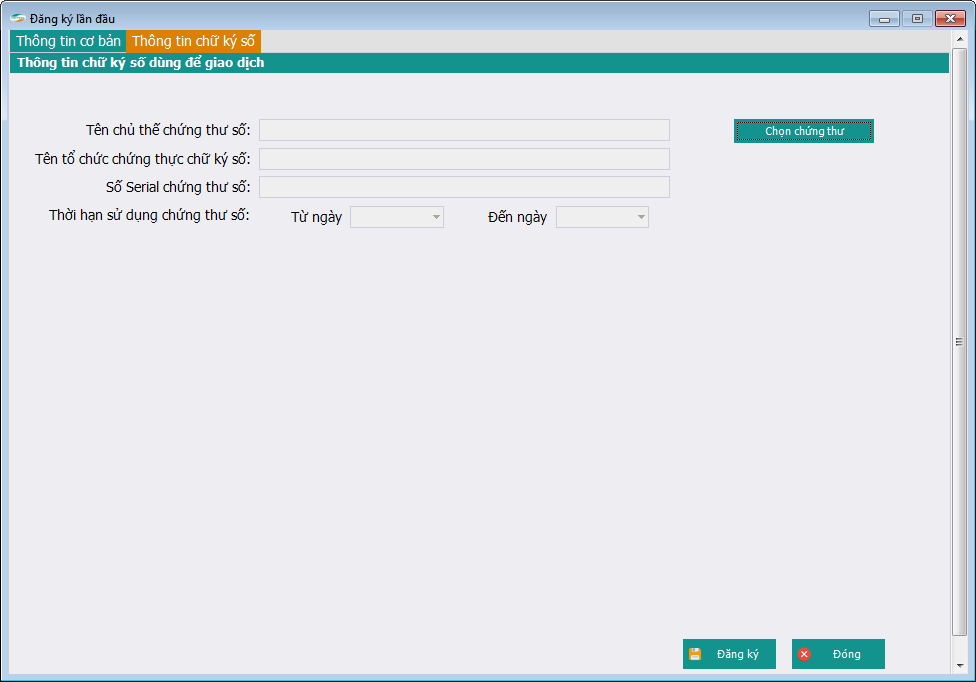 Đăng ký lần đầu
Thông tin cơ bản Thông tin chữ ký số
Thông tin chữ ký số dùng để giao dịch
Tên chủ thể chứng thư số: Chọn chứng thư
Tên tổ chức chứng thực chữ ký số:
Số Serial chứng thư số:
Thời hạn sử dụng chứng thư số: Từ ngày Đến ngày
Đăng ký Đóng